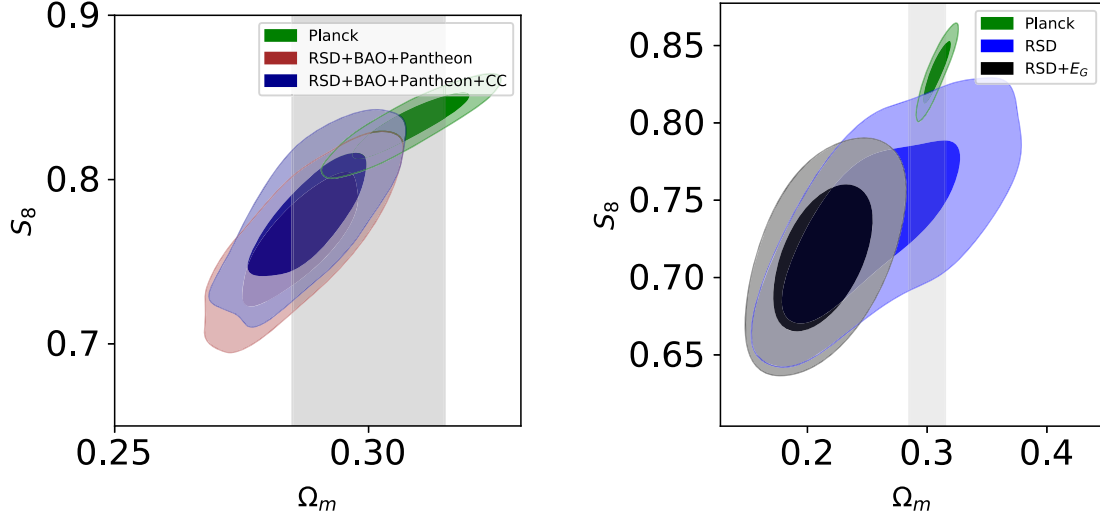 0.9
0.8
0.7
S8
0.25
0.30
Ωm
Planck
RSD+BAO+Pantheon
RSD+BAO+Pantheon+CC
0.85
0.80
0.75
0.70
0.65
S8
0.2
0.3
0.4
Ωm
Planck
RSD
RSD+EG